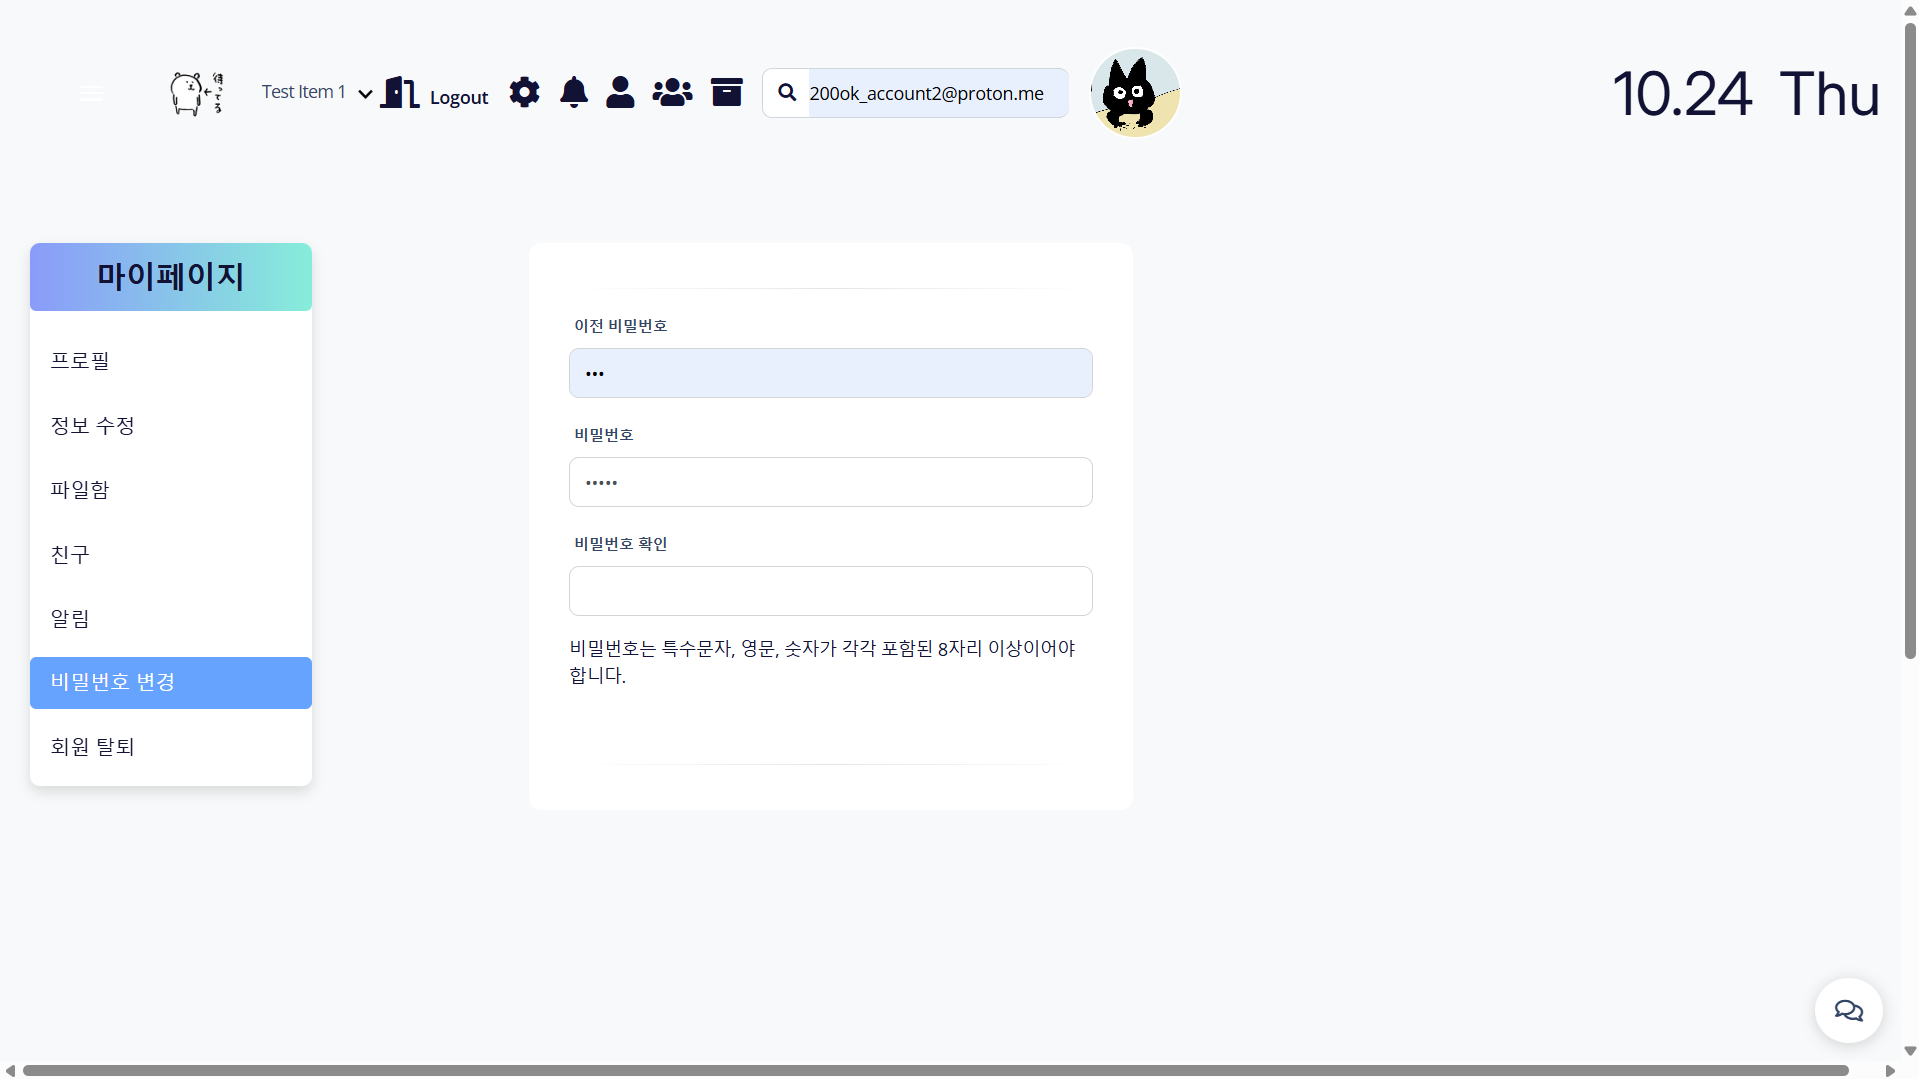 待ってる
Test Item 1
Logout
200ok_account2@proton.me
10.24 Thu
마이페이지
프로필
정보 수정
파일함
친구
알림
비밀번호 변경
회원 탈퇴
이전 비밀번호
•••
비밀번호
•••••
비밀번호 확인
비밀번호는 특수문자, 영문, 숫자가 각각 포함된 8자리 이상이어야
합니다.